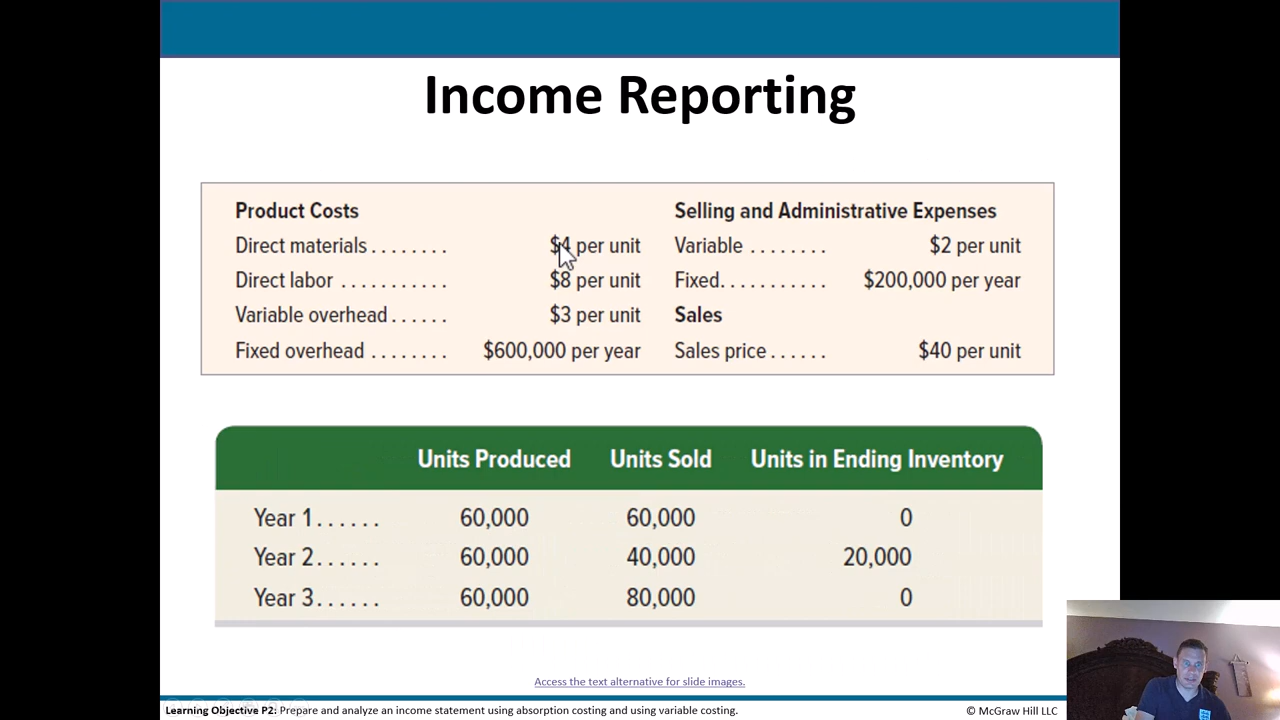 Income Reporting
Product Costs
Direct materials ........ $4 per unit
Direct labor ........... $8 per unit
Variable overhead ...... $3 per unit
Fixed overhead ........ $600,000 per year
Selling and Administrative Expenses
Variable ........ $2 per unit
Fixed........... $200,000 per year
Sales
Sales price ...... $40 per unit
Units Produced Units Sold Units in Ending Inventory
Year 1...... 60,000 60,000 0
Year 2...... 60,000 40,000 20,000
Year 3...... 60,000 80,000 0
Access the text alternative for slide images.
Learning Objective P2: Prepare and analyze an income statement using absorption costing and using variable costing. © McGraw Hill LLC